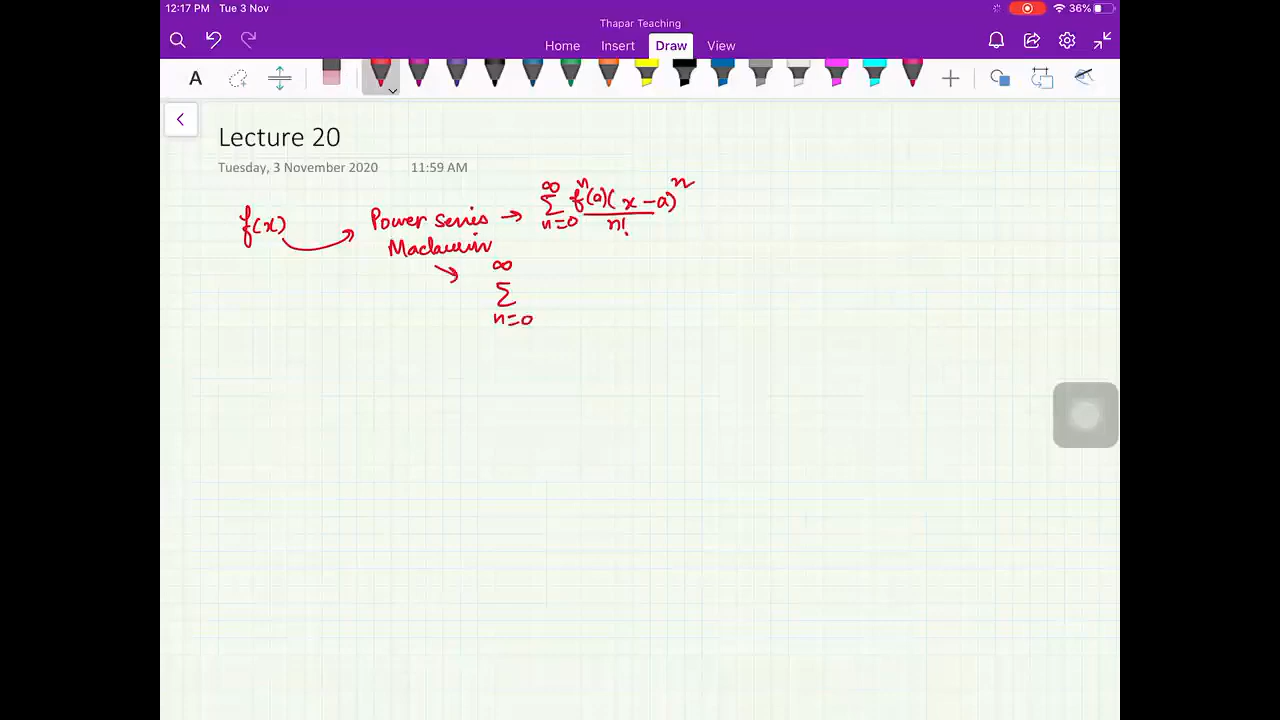 12:17 PM Tue 3 Nov 36%
Thapar Teaching
Home Insert Draw View
A
Lecture 20
Tuesday, 3 November 2020 11:59 AM
f(x) → Power series → ∑_{n=0}^{∞} f^n(a)(x-a)^n / n!
Maclaurin
→ ∑_{n=0}^{∞}